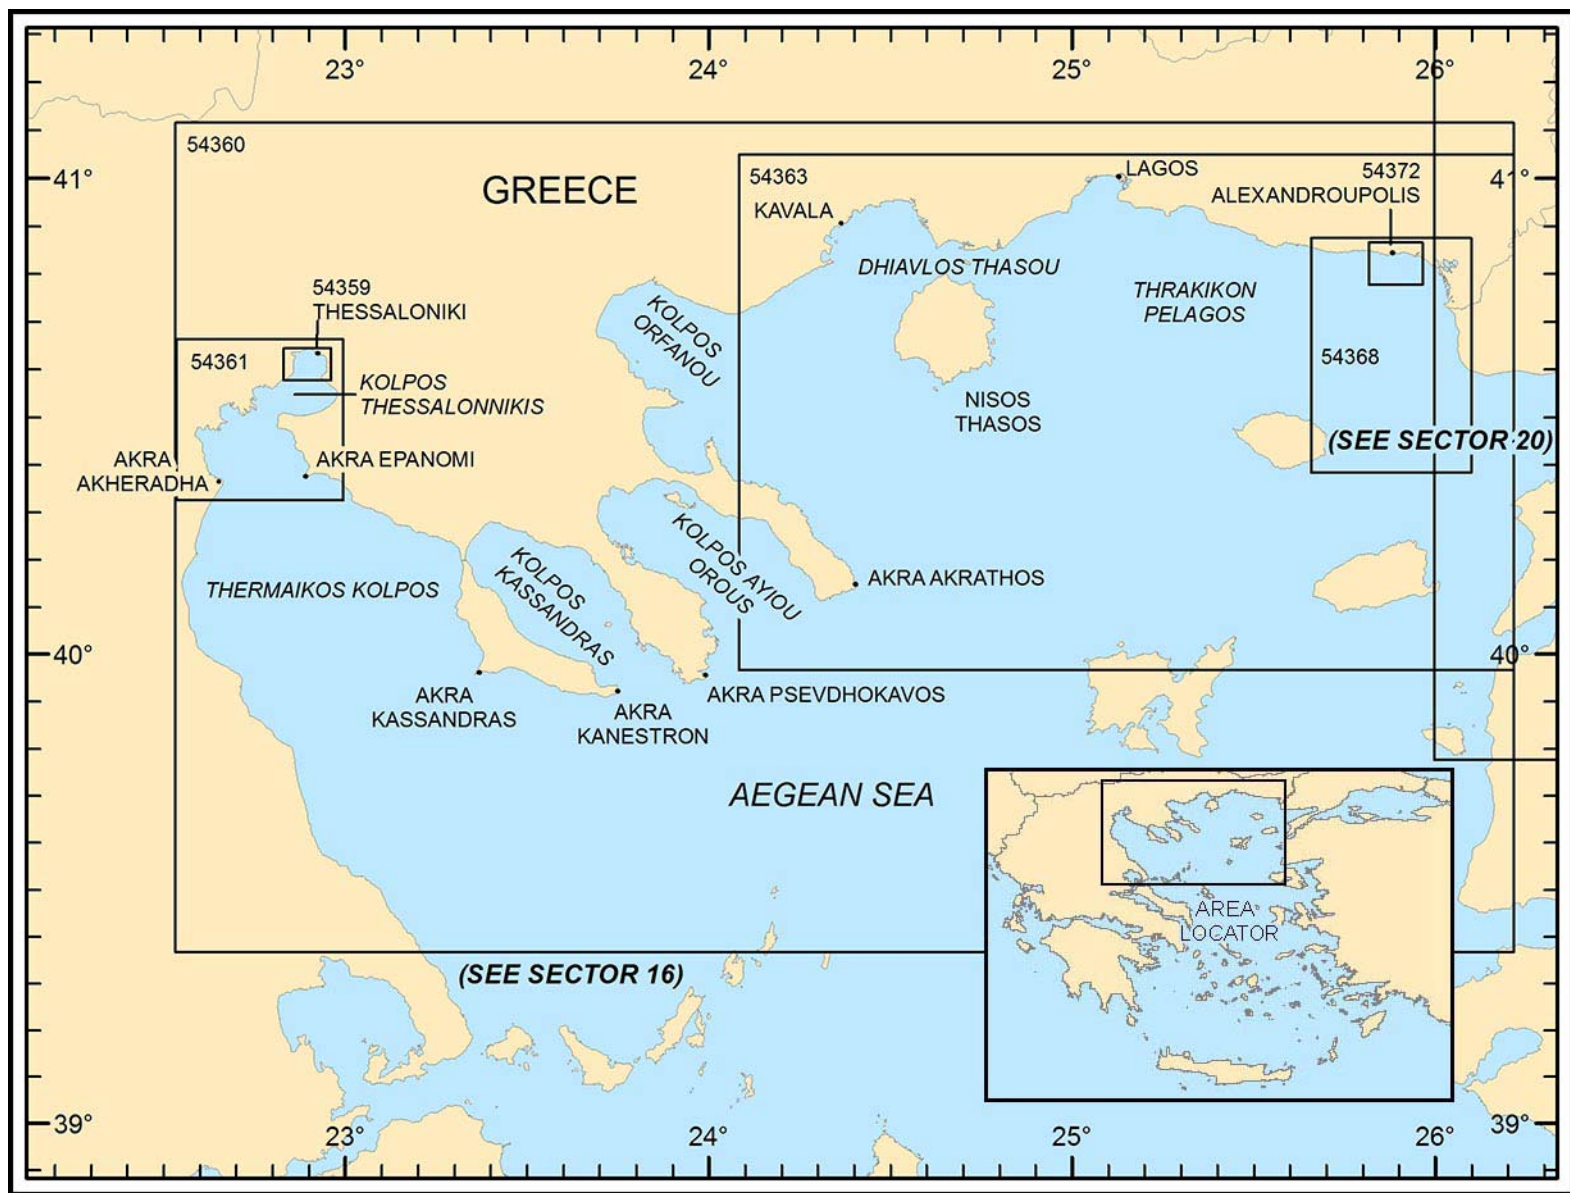 23°
24°
25°
26°
54360
41°
GREECE
54363
KAVALA
LAGOS
54372
ALEXANDROUPOLIS
41°
DHIAVLOS THASOU
THRAKIKON
PELAGOS
KOLPOS
ORFANOU
54359
THESSALONIKI
54361
54368
KOLPOS
THESSALONNIKIS
NISOS
THASOS
(SEE SECTOR 20)
AKRA
AKHERADHA
AKRA EPANOMI
THERMAIKOS KOLPOS
KOLPOS
KASSANDRAS
KOLPOS AYIOU
OROUS
AKRA AKRATHOS
40°
40°
AKRA
KASSANDRAS
AKRA
KANESTRON
AKRA PSEVDHOKAVOS
AEGEAN SEA
AREA
LOCATOR
(SEE SECTOR 16)
39°
39°
23°
24°
25°
26°